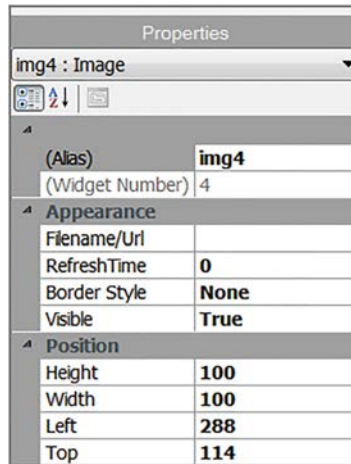 Properties
img4 : Image
(Alias) img4
(Widget Number) 4
Appearance
Filename/Url
RefreshTime 0
Border Style None
Visible True
Position
Height 100
Width 100
Left 288
Top 114